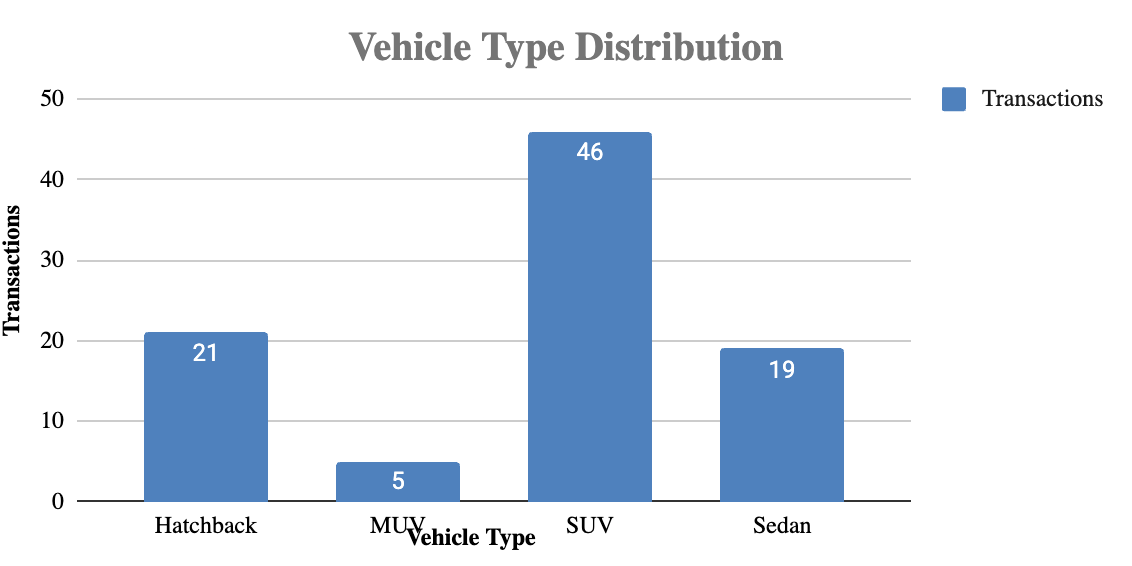 Vehicle Type Distribution
Transactions
50
40
30
20
10
0
Transactions
46
21
19
5
Hatchback MUV SUV Sedan
Vehicle Type